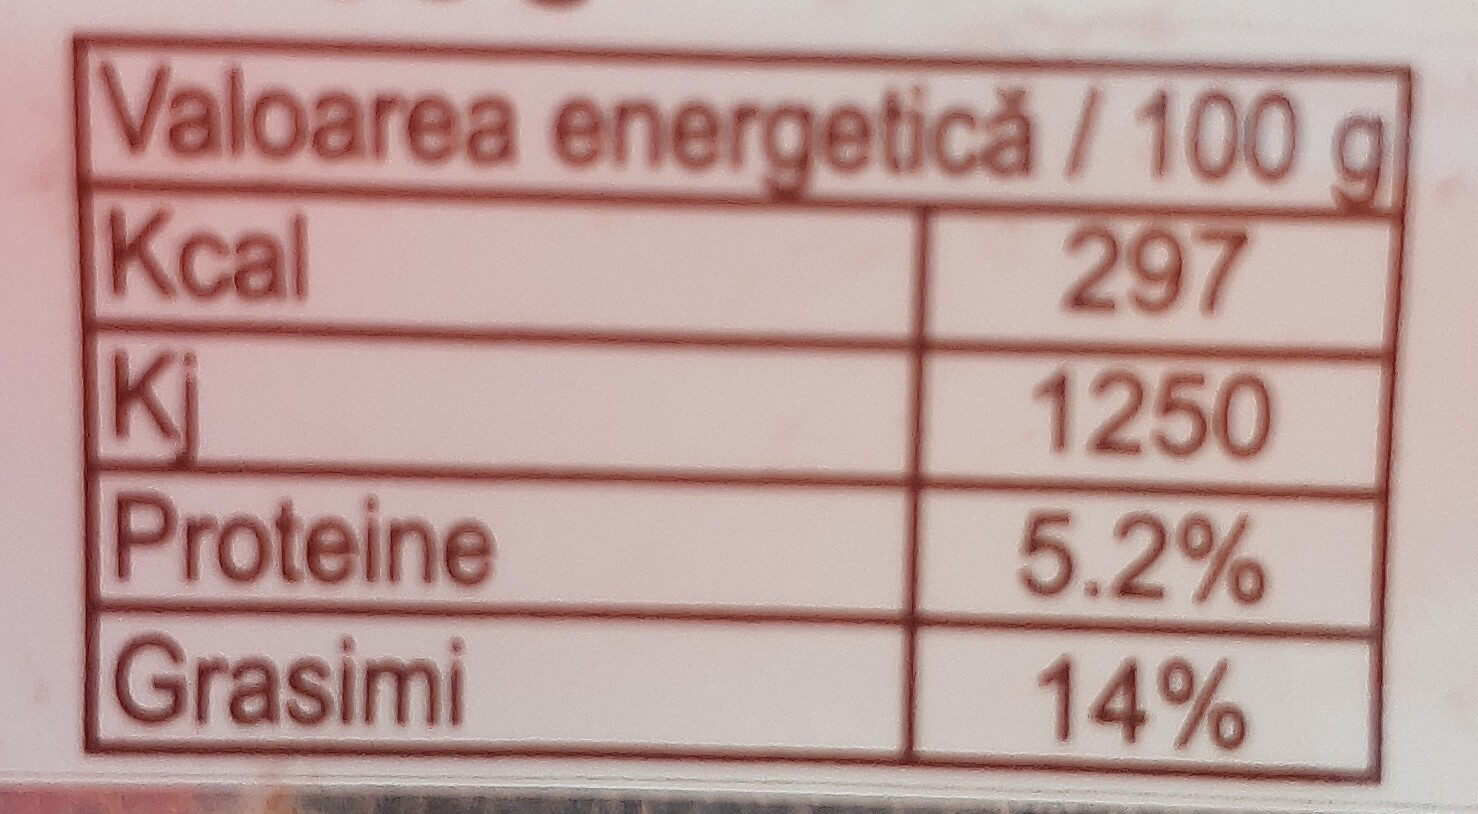 Valoarea energetică / 100 g
Kcal 297
Kj 1250
Proteine 5.2%
Grasimi 14%